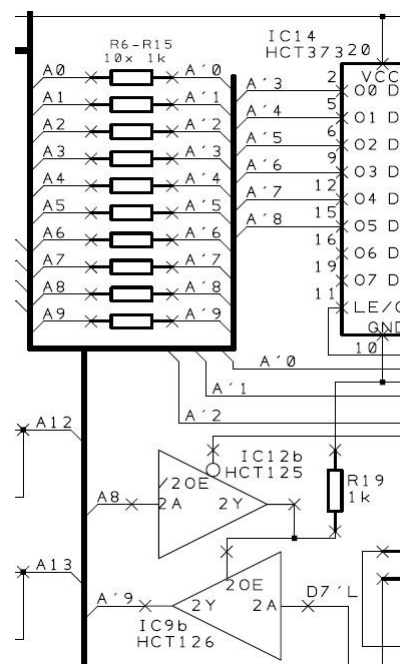 IC14
R6-R15
HCT373 20
10x 1k
VCC
A0 A'0
2
A'3 O0 D
A1 A'1
5
A'4 O1 D
A2 A'2
6
A'5 O2 D
A3 A'3
9
A'6 O3 D
A4 A'4
12
A'7 O4 D
A5 A'5
15
A'8 O5 D
A6 A'6
16
O6 D
A7 A'7
19
O7 D
A8 A'8
11
LE/
A9 A'9
GND
10
A'0
A'1
A'2
A12
IC12b
HCT125
/2OE
R19
1k
A8 2A 2Y
A13
2OE
D7'L
A'9 2Y 2A
IC9b
HCT126